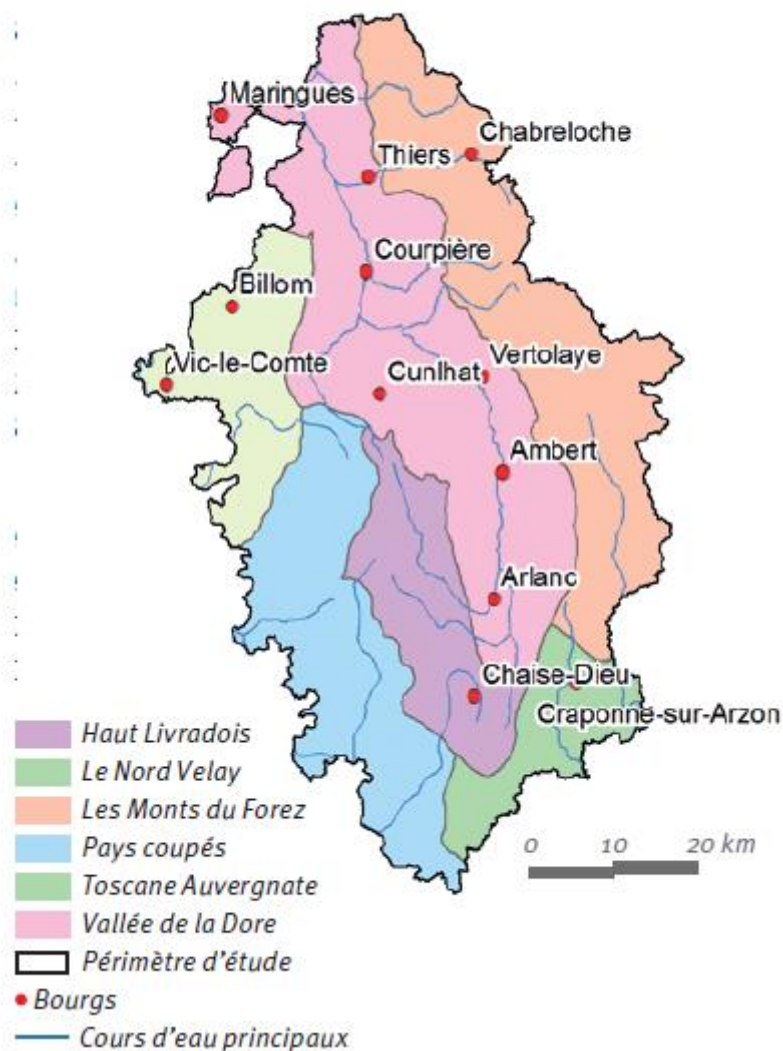 Maringues
Chabreloche
Thiers
Courpière
Billom
Vic-le-Comte
Cunlhat
Vertolaye
Ambert
Arlanc
Chaise-Dieu
Craponne-sur-Arzon
Haut Livradois
Le Nord Velay
Les Monts du Forez
Pays coupés
Toscane Auvergnate
Vallée de la Dore
Périmètre d'étude
Bourgs
Cours d'eau principaux
0 10 20 km